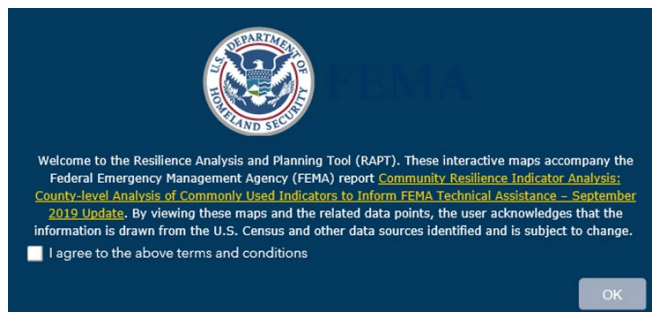 U.S. DEPARTMENT OF
HOMELAND SECURITY
FEMA
Welcome to the Resilience Analysis and Planning Tool (RAPT). These interactive maps accompany the
Federal Emergency Management Agency (FEMA) report Community Resilience Indicator Analysis:
County-level Analysis of Commonly Used Indicators to Inform FEMA Technical Assistance – September
2019 Update. By viewing these maps and the related data points, the user acknowledges that the
information is drawn from the U.S. Census and other data sources identified and is subject to change.
I agree to the above terms and conditions
OK